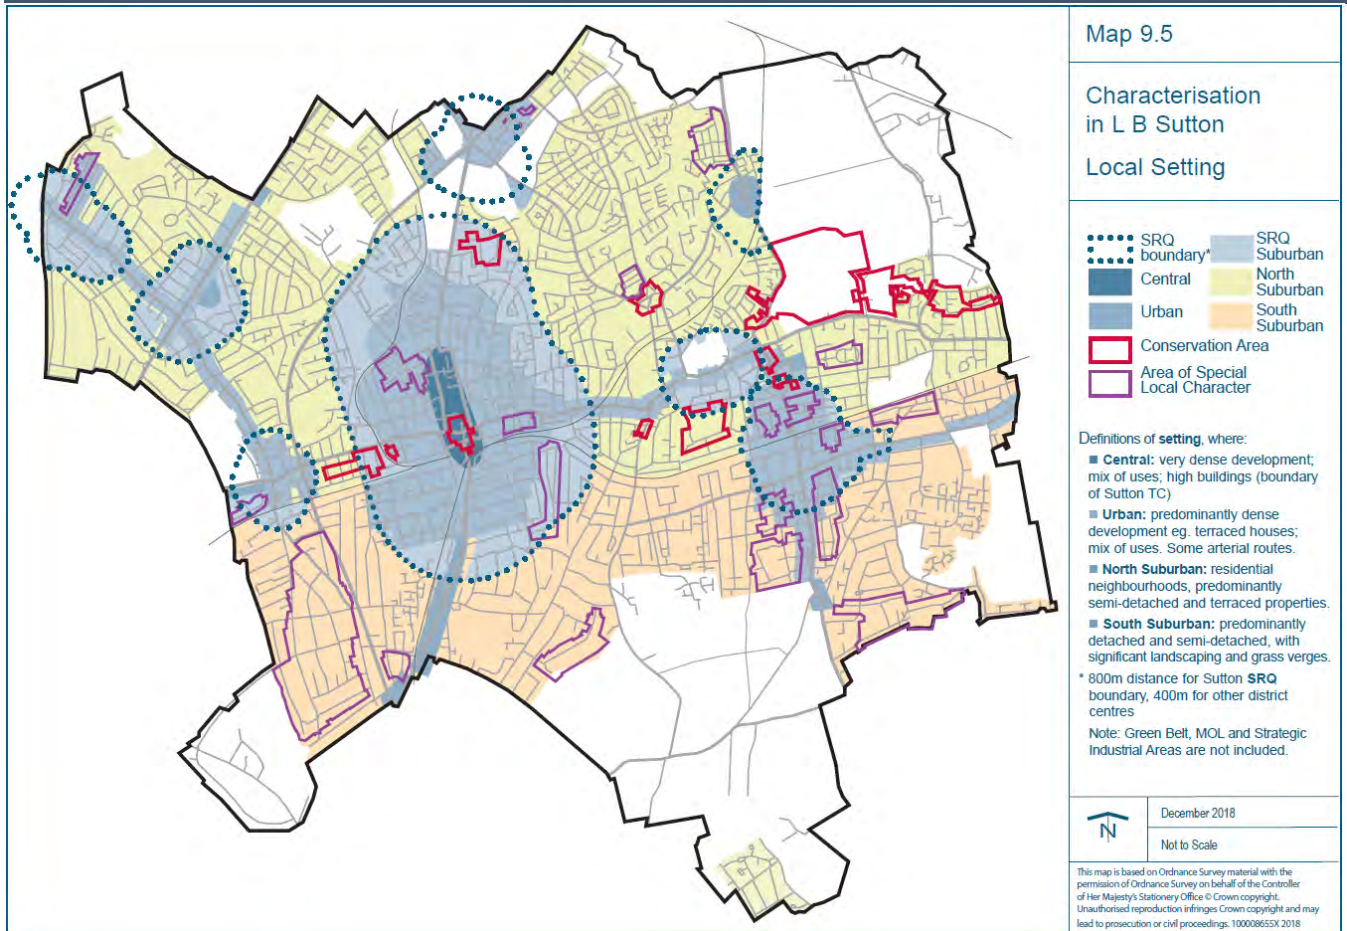 Map 9.5
Characterisation
in L B Sutton
Local Setting
SRQ
boundary*
SRQ
Suburban
Central
North
Suburban
Urban
South
Suburban
Conservation Area
Area of Special
Local Character
Definitions of setting, where:
Central: very dense development;
mix of uses; high buildings (boundary
of Sutton TC)
Urban: predominantly dense
development eg. terraced houses;
mix of uses. Some arterial routes.
North Suburban: residential
neighbourhoods, predominantly
semi-detached and terraced properties.
South Suburban: predominantly
detached and semi-detached, with
significant landscaping and grass verges.
* 800m distance for Sutton SRQ
boundary, 400m for other district
centres
Note: Green Belt, MOL and Strategic
Industrial Areas are not included.
N
December 2018
Not to Scale
This map is based on Ordnance Survey material with the
permission of Ordnance Survey on behalf of the Controller
of Her Majesty's Stationery Office © Crown copyright.
Unauthorised reproduction infringes Crown copyright and may
lead to prosecution or civil proceedings. 100008655X 2018